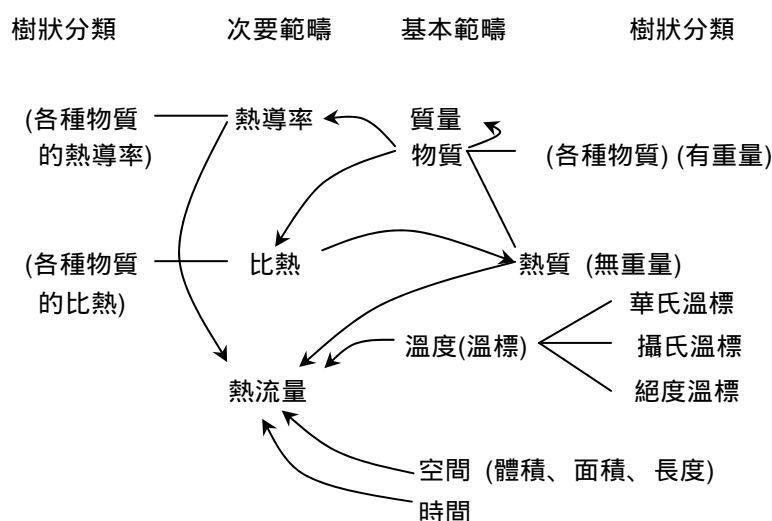 樹狀分類 次要範疇 基本範疇 樹狀分類
(各種物質 熱導率 質量
的熱導率) 物質 (各種物質) (有重量)
(各種物質 比熱 熱質 (無重量)
的比熱) 華氏溫標
溫度(溫標) 攝氏溫標
熱流量 絕度溫標
空間 (體積、面積、長度)
時間